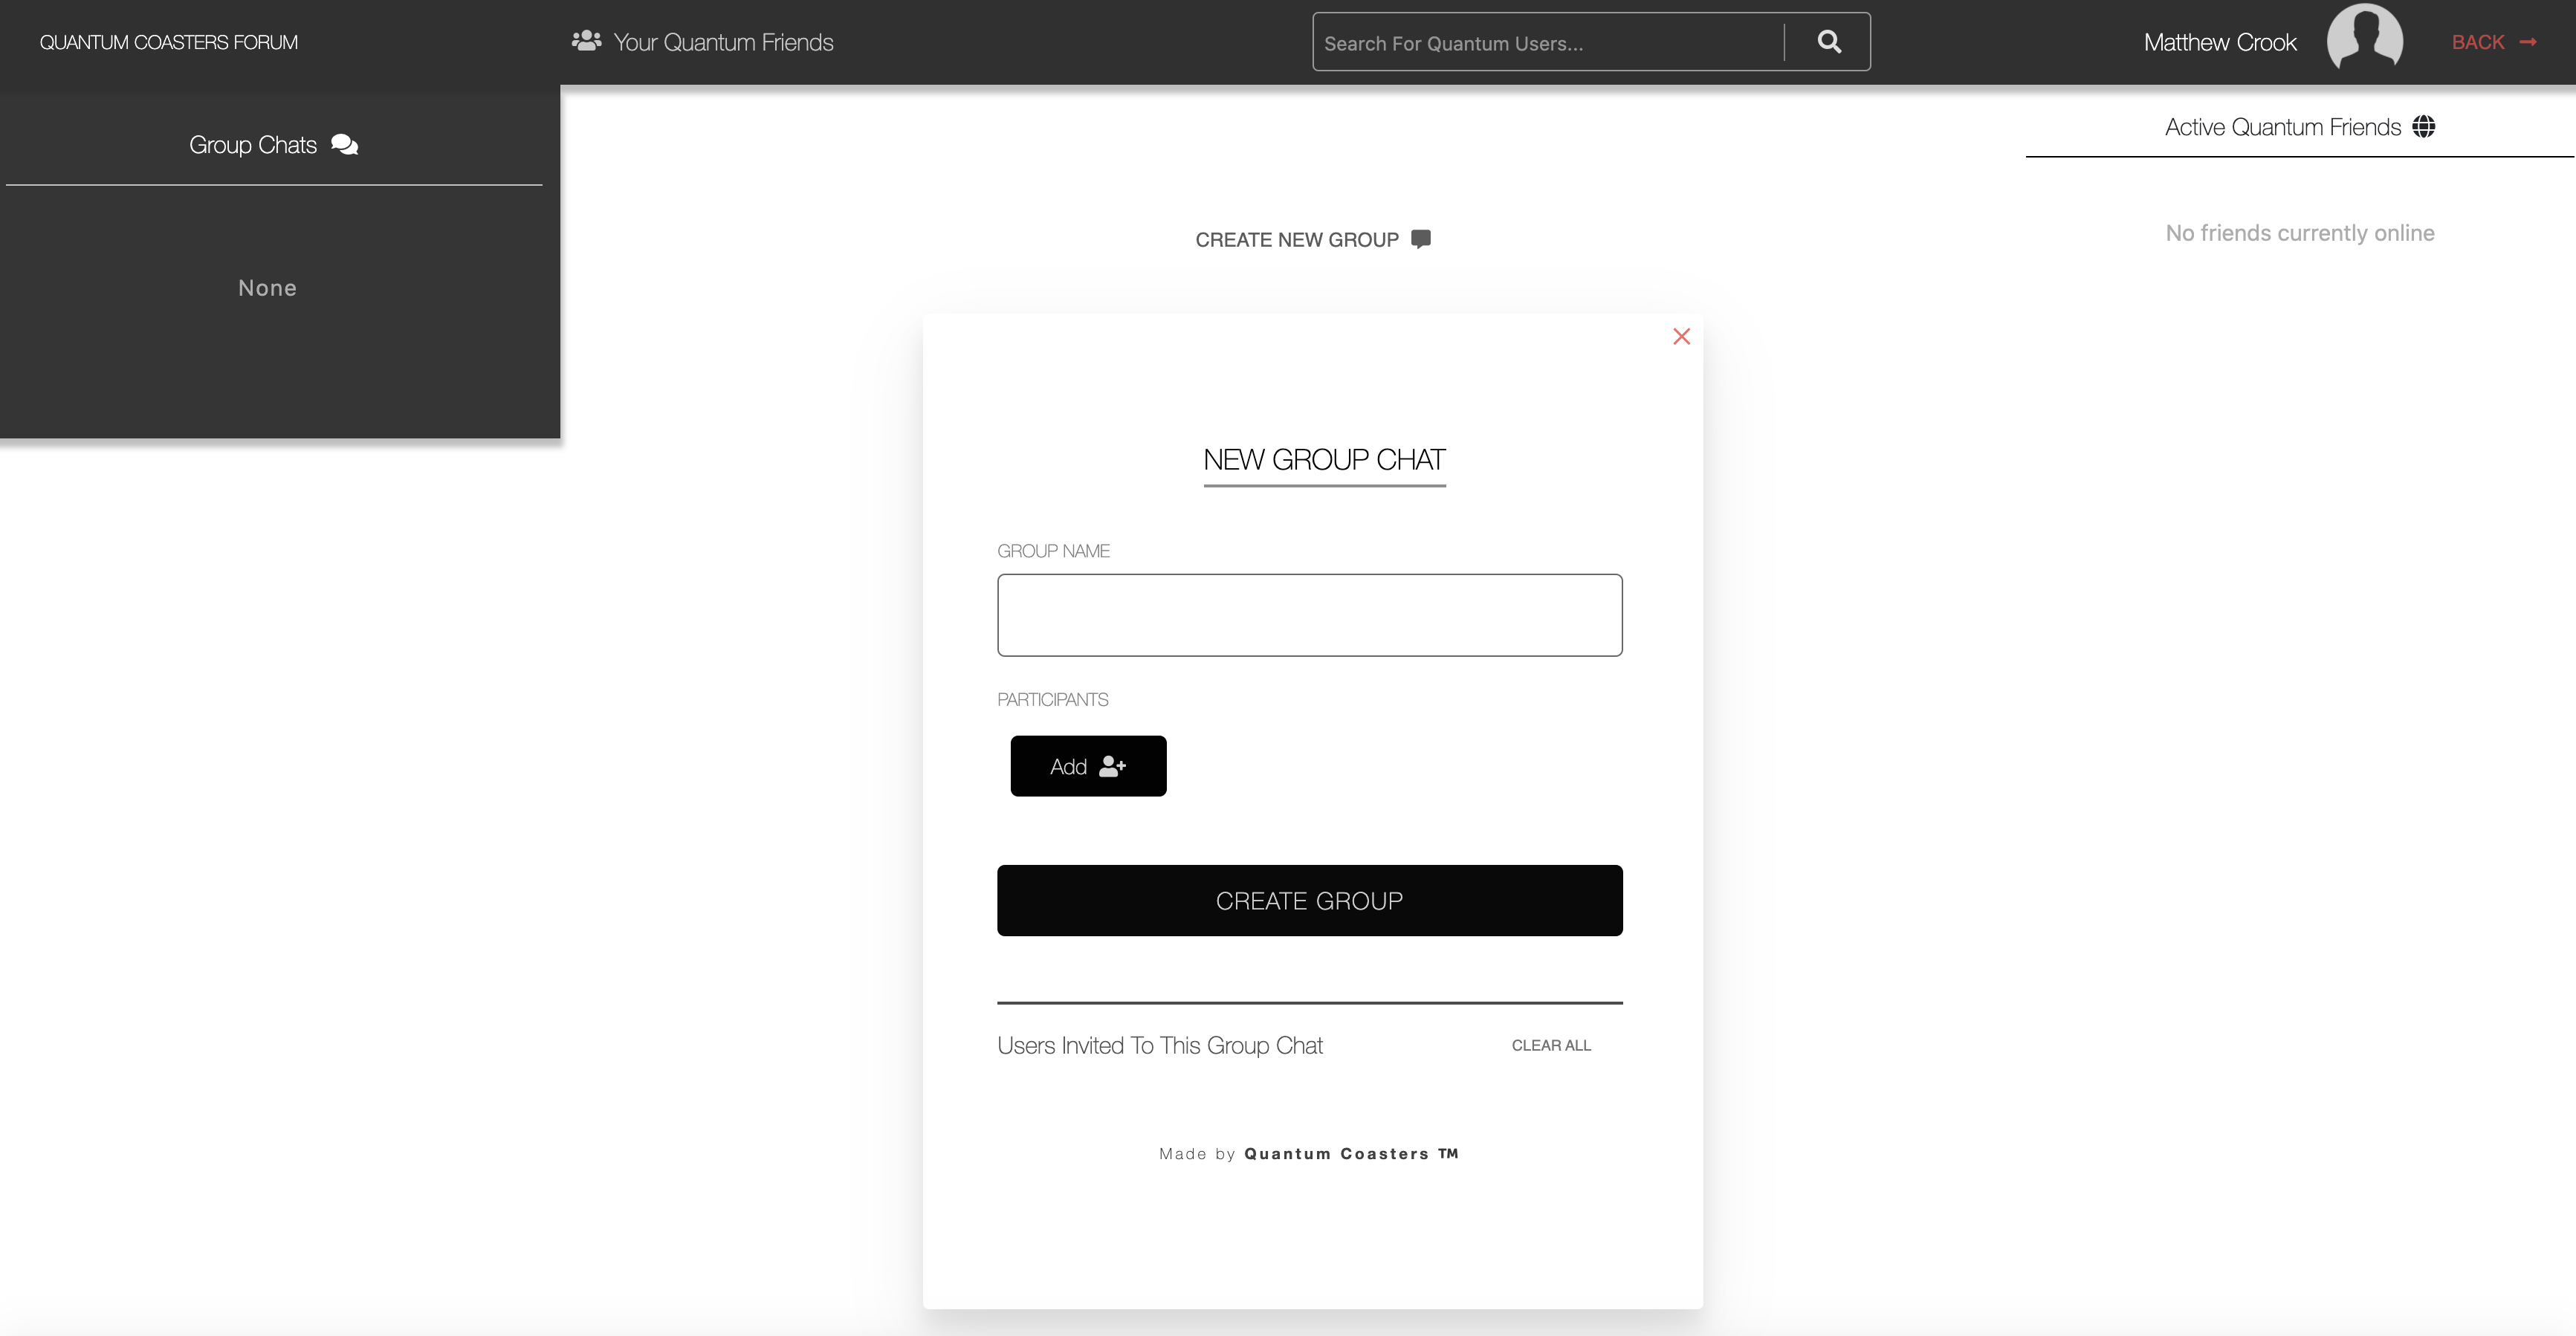 QUANTUM COASTERS FORUM
Your Quantum Friends
Search For Quantum Users...
Matthew Crook
BACK
Group Chats
None
CREATE NEW GROUP
Active Quantum Friends
No friends currently online
NEW GROUP CHAT
GROUP NAME
PARTICIPANTS
Add
CREATE GROUP
Users Invited To This Group Chat
CLEAR ALL
Made by Quantum Coasters ™